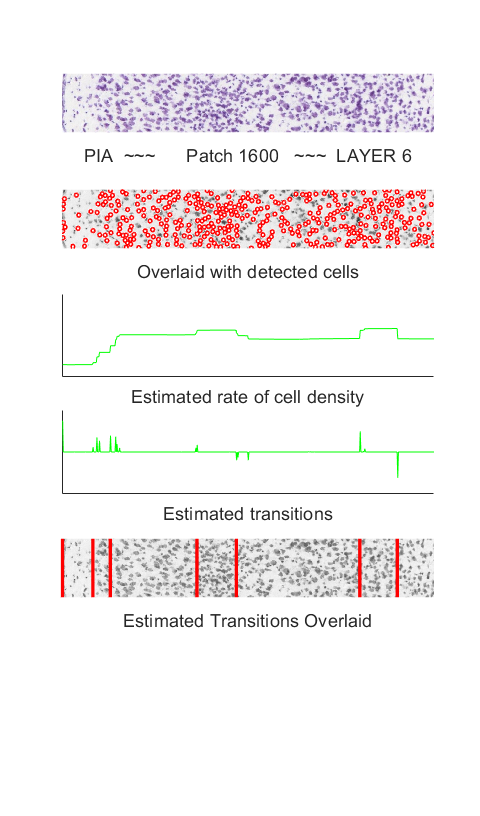 PIA ~~~ Patch 1600 ~~~ LAYER 6
Overlaid with detected cells
Estimated rate of cell density
Estimated transitions
Estimated Transitions Overlaid